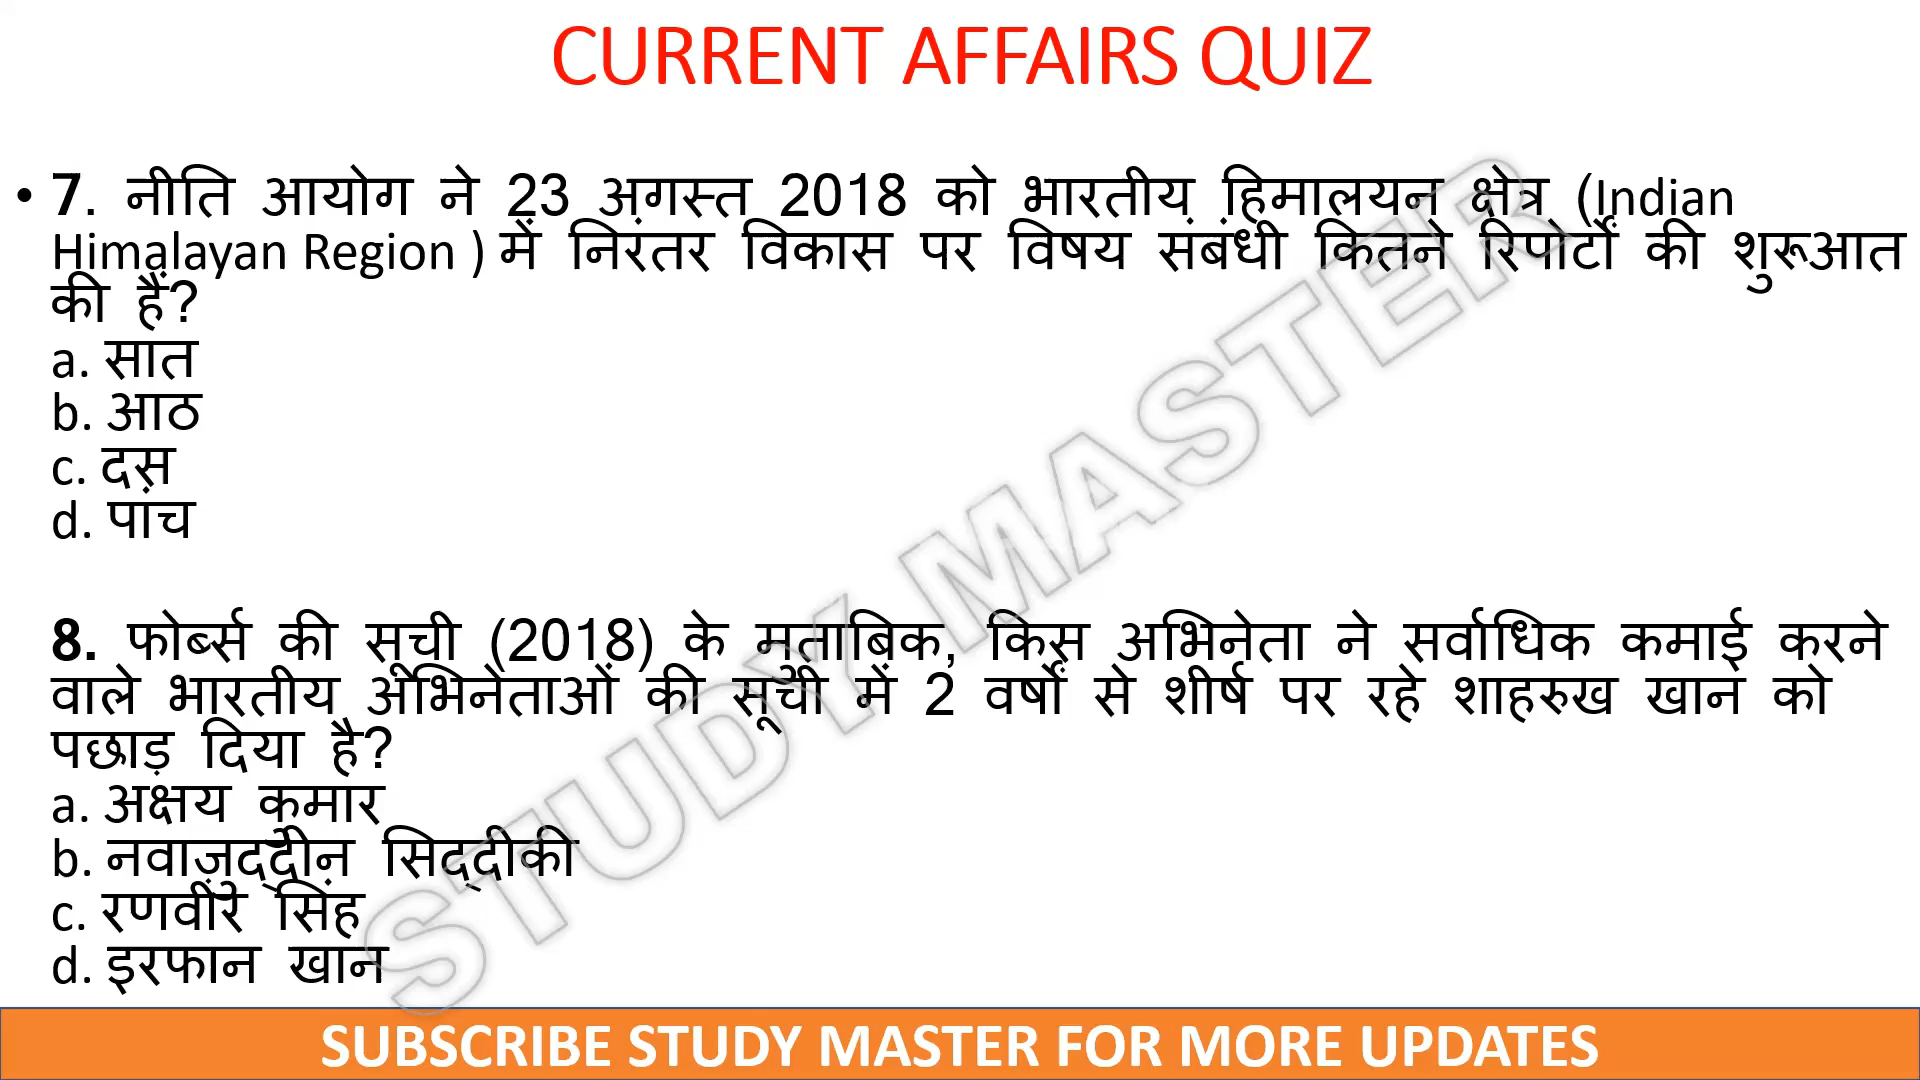 CURRENT AFFAIRS QUIZ
• 7. नीति आयोग ने 23 अगस्त 2018 को भारतीय हिमालयन क्षेत्र (Indian
Himalayan Region ) में निरंतर विकास पर विषय संबंधी कितने रिपोर्टों की शुरूआत
की हैं?
a. सात
b. आठ
c. दस
d. पांच
8. फोर्ब्स की सूची (2018) के मुताबिक, किस अभिनेता ने सर्वाधिक कमाई करने
वाले भारतीय अभिनेताओं की सूची में 2 वर्षों से शीर्ष पर रहे शाहरुख खान को
पछाड़ दिया है?
a. अक्षय कुमार
b. नवाज़ुद्दीन सिद्दीकी
c. रणवीर सिंह
d. इरफान खान
STUDY MASTER
SUBSCRIBE STUDY MASTER FOR MORE UPDATES